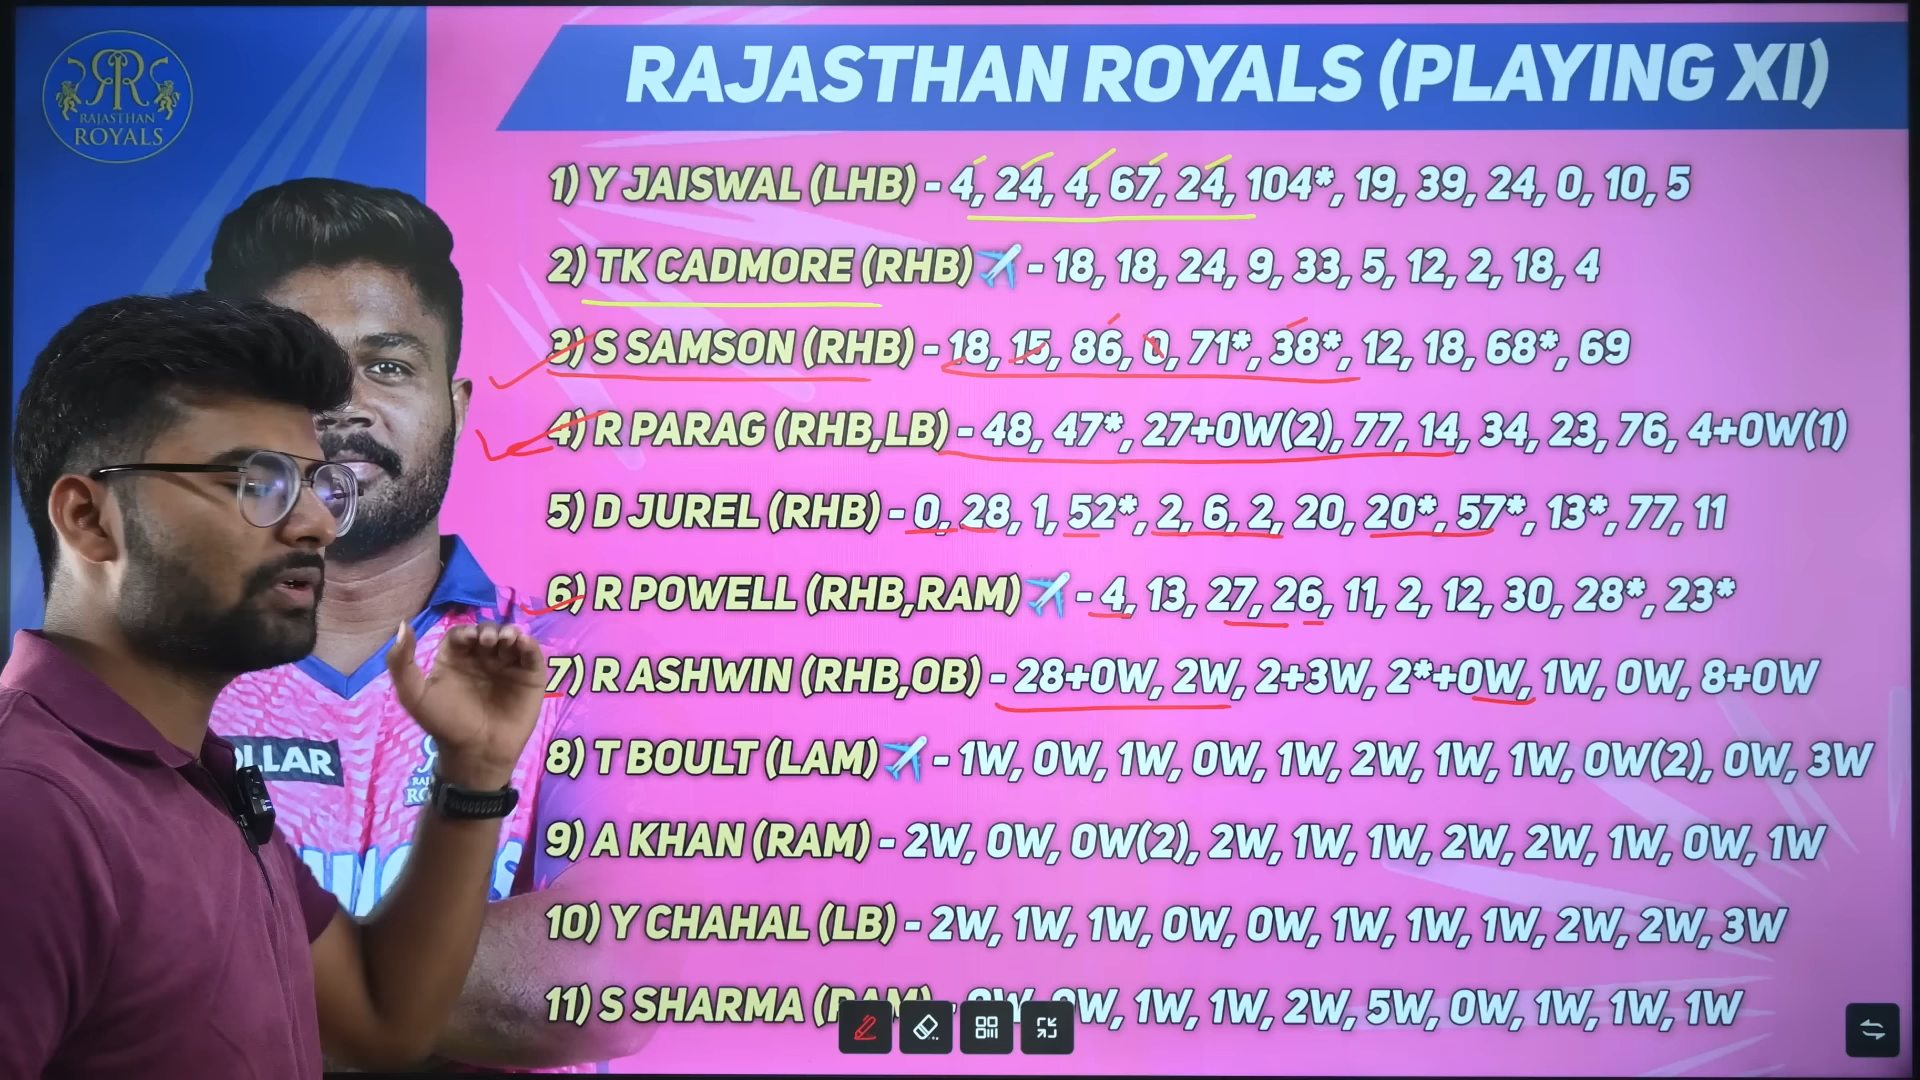 RAJASTHAN
ROYALS
RAJASTHAN ROYALS (PLAYING XI)
1) Y JAISWAL (LHB) - 4, 24, 4, 67, 24, 104*, 19, 39, 24, 0, 10, 5
2) TK CADMORE (RHB) ✈️ - 18, 18, 24, 9, 33, 5, 12, 2, 18, 4
3) S SAMSON (RHB) - 18, 15, 86, 0, 71*, 38*, 12, 18, 68*, 69
4) R PARAG (RHB,LB) - 48, 47*, 27+0W(2), 77, 14, 34, 23, 76, 4+0W(1)
5) D JUREL (RHB) - 0, 28, 1, 52*, 2, 6, 2, 20, 20*, 57*, 13*, 77, 11
6) R POWELL (RHB,RAM) ✈️ - 4, 13, 27, 26, 11, 2, 12, 30, 28*, 23*
7) R ASHWIN (RHB,OB) - 28+0W, 2W, 2+3W, 2*+0W, 1W, 0W, 8+0W
8) T BOULT (LAM) ✈️ - 1W, 0W, 1W, 0W, 1W, 2W, 1W, 1W, 0W(2), 0W, 3W
9) A KHAN (RAM) - 2W, 0W, 0W(2), 2W, 1W, 1W, 2W, 2W, 1W, 0W, 1W
10) Y CHAHAL (LB) - 2W, 1W, 1W, 0W, 0W, 1W, 1W, 1W, 2W, 2W, 3W
11) S SHARMA (RAM) 1W, 1W, 2W, 5W, 0W, 1W, 1W, 1W